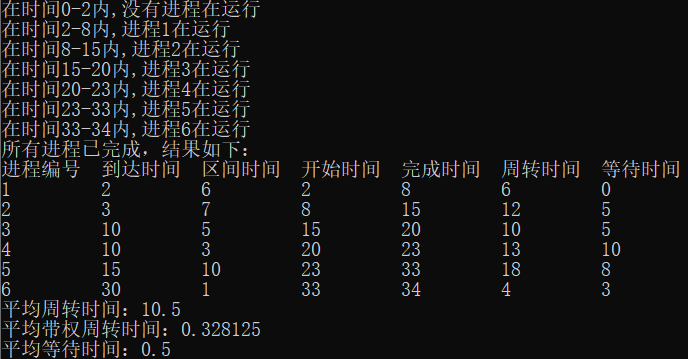 在时间0-2内,没有进程在运行
在时间2-8内,进程1在运行
在时间8-15内,进程2在运行
在时间15-20内,进程3在运行
在时间20-23内,进程4在运行
在时间23-33内,进程5在运行
在时间33-34内,进程6在运行
所有进程已完成，结果如下：
进程编号 到达时间 区间时间 开始时间 完成时间 周转时间 等待时间
1 2 6 2 8 6 0
2 3 7 8 15 12 5
3 10 5 15 20 10 5
4 10 3 20 23 13 10
5 15 10 23 33 18 8
6 30 1 33 34 4 3
平均周转时间：10.5
平均带权周转时间：0.328125
平均等待时间：0.5